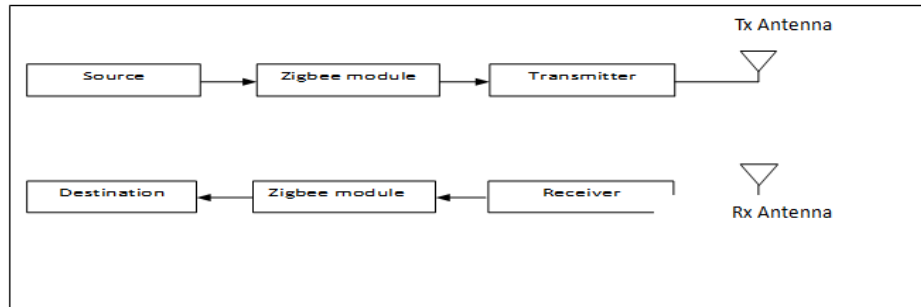 Tx Antenna
Source
Zigbee module
Transmitter
Destination
Zigbee module
Receiver
Rx Antenna